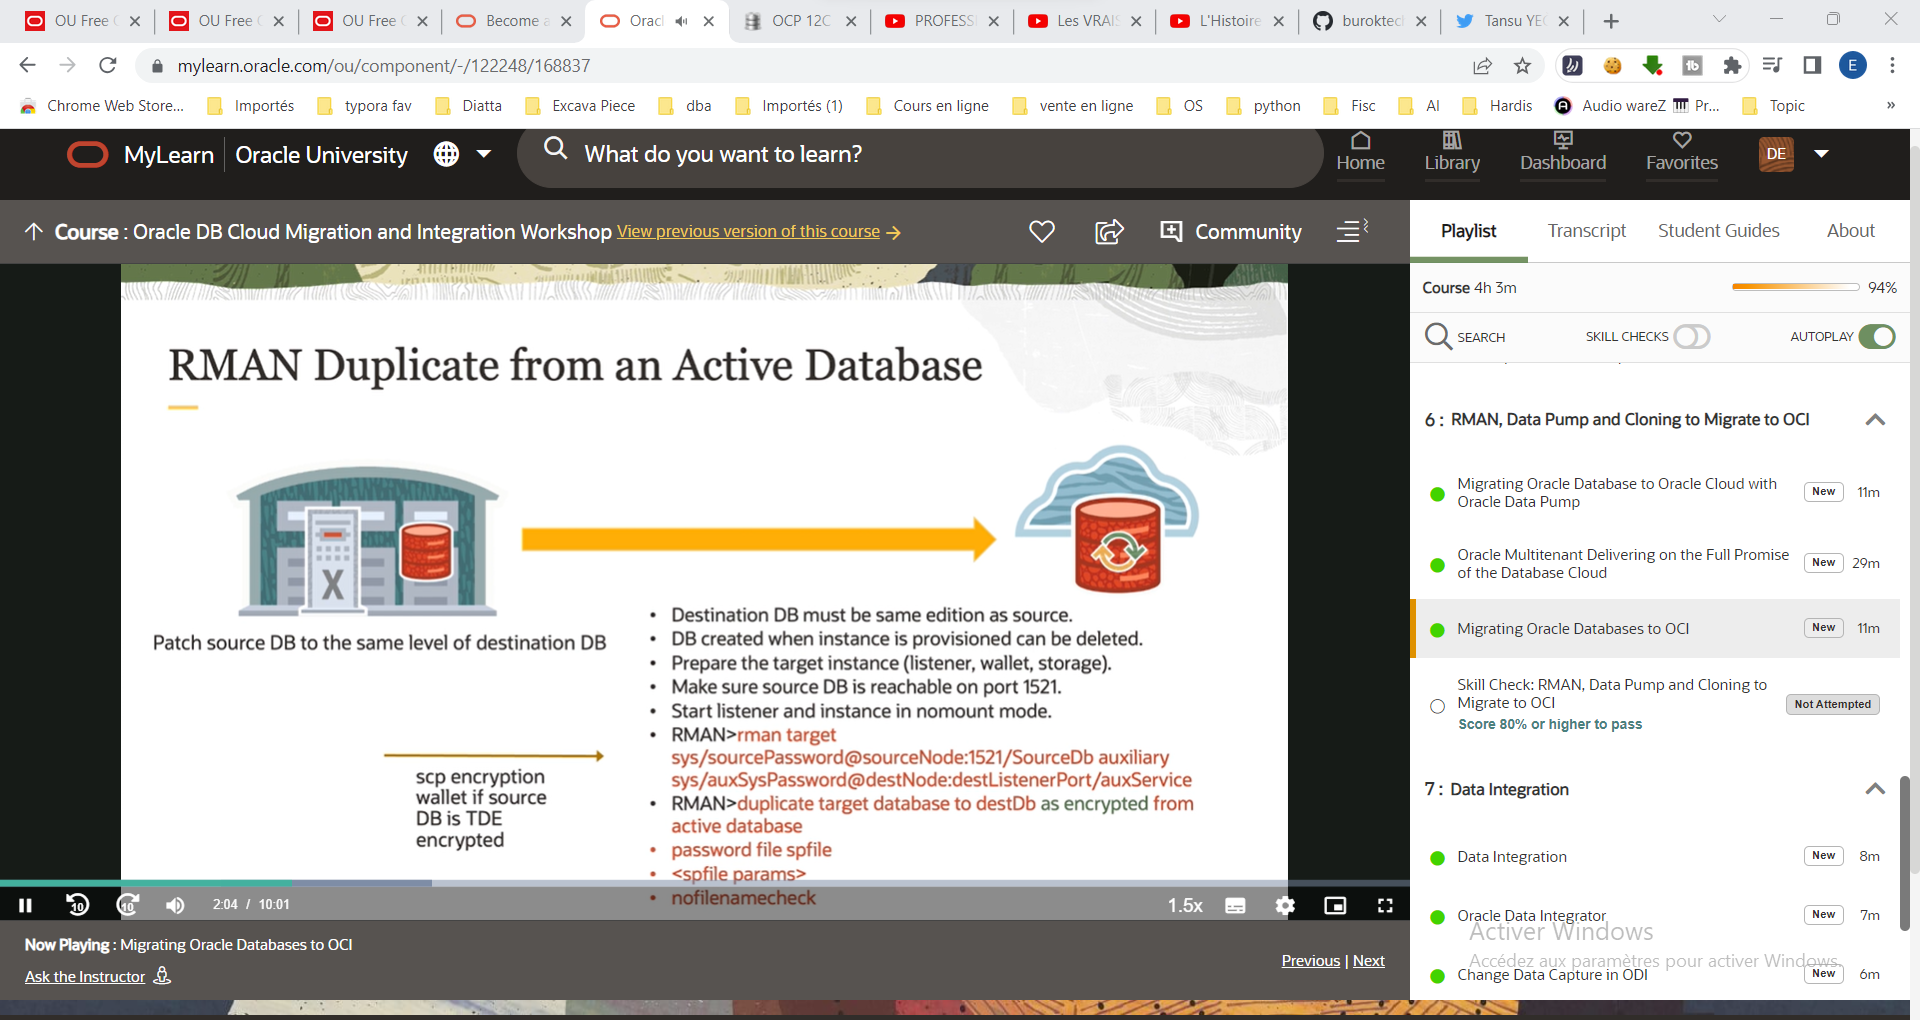 OU Free
OU Free
OU Free
Become a
Oracl
OCP 12C
PROFESS
Les VRAIS
L'Histoire
buroktec
Tansu YE
mylearn.oracle.com/ou/component/-/122248/168837
E
Chrome Web Store...
Importés
typora fav
Diatta
Excava Piece
dba
Importés (1)
Cours en ligne
vente en ligne
OS
python
Fisc
AI
Hardis
Audio wareZ
Pr...
Topic
»
MyLearn
Oracle University
What do you want to learn?
Home
Library
Dashboard
Favorites
DE
Course : Oracle DB Cloud Migration and Integration Workshop View previous version of this course →
Community
Playlist
Transcript
Student Guides
About
Course 4h 3m
94%
SEARCH
SKILL CHECKS
AUTOPLAY
RMAN Duplicate from an Active Database
X
Patch source DB to the same level of destination DB
• Destination DB must be same edition as source.
• DB created when instance is provisioned can be deleted.
• Prepare the target instance (listener, wallet, storage).
• Make sure source DB is reachable on port 1521.
• Start listener and instance in nomount mode.
• RMAN>rman target
sys/sourcePassword@sourceNode:1521/SourceDb auxiliary
sys/auxSysPassword@destNode:destListenerPort/auxService
• RMAN>duplicate target database to destDb as encrypted from
active database
• password file spfile
• <spfile params>
• nofilenamecheck
scp encryption
wallet if source
DB is TDE
encrypted
10
10
2:04 / 10:01
1.5x
Now Playing : Migrating Oracle Databases to OCI
Ask the Instructor
Previous | Next
6 : RMAN, Data Pump and Cloning to Migrate to OCI
Migrating Oracle Database to Oracle Cloud with
Oracle Data Pump
New
11m
Oracle Multitenant Delivering on the Full Promise
of the Database Cloud
New
29m
Migrating Oracle Databases to OCI
New
11m
Skill Check: RMAN, Data Pump and Cloning to
Migrate to OCI
Score 80% or higher to pass
Not Attempted
7 : Data Integration
Data Integration
New
8m
Oracle Data Integrator
New
7m
Activer Windows
Accédez aux paramètres pour activer Windows.
Change Data Capture in ODI
New
6m